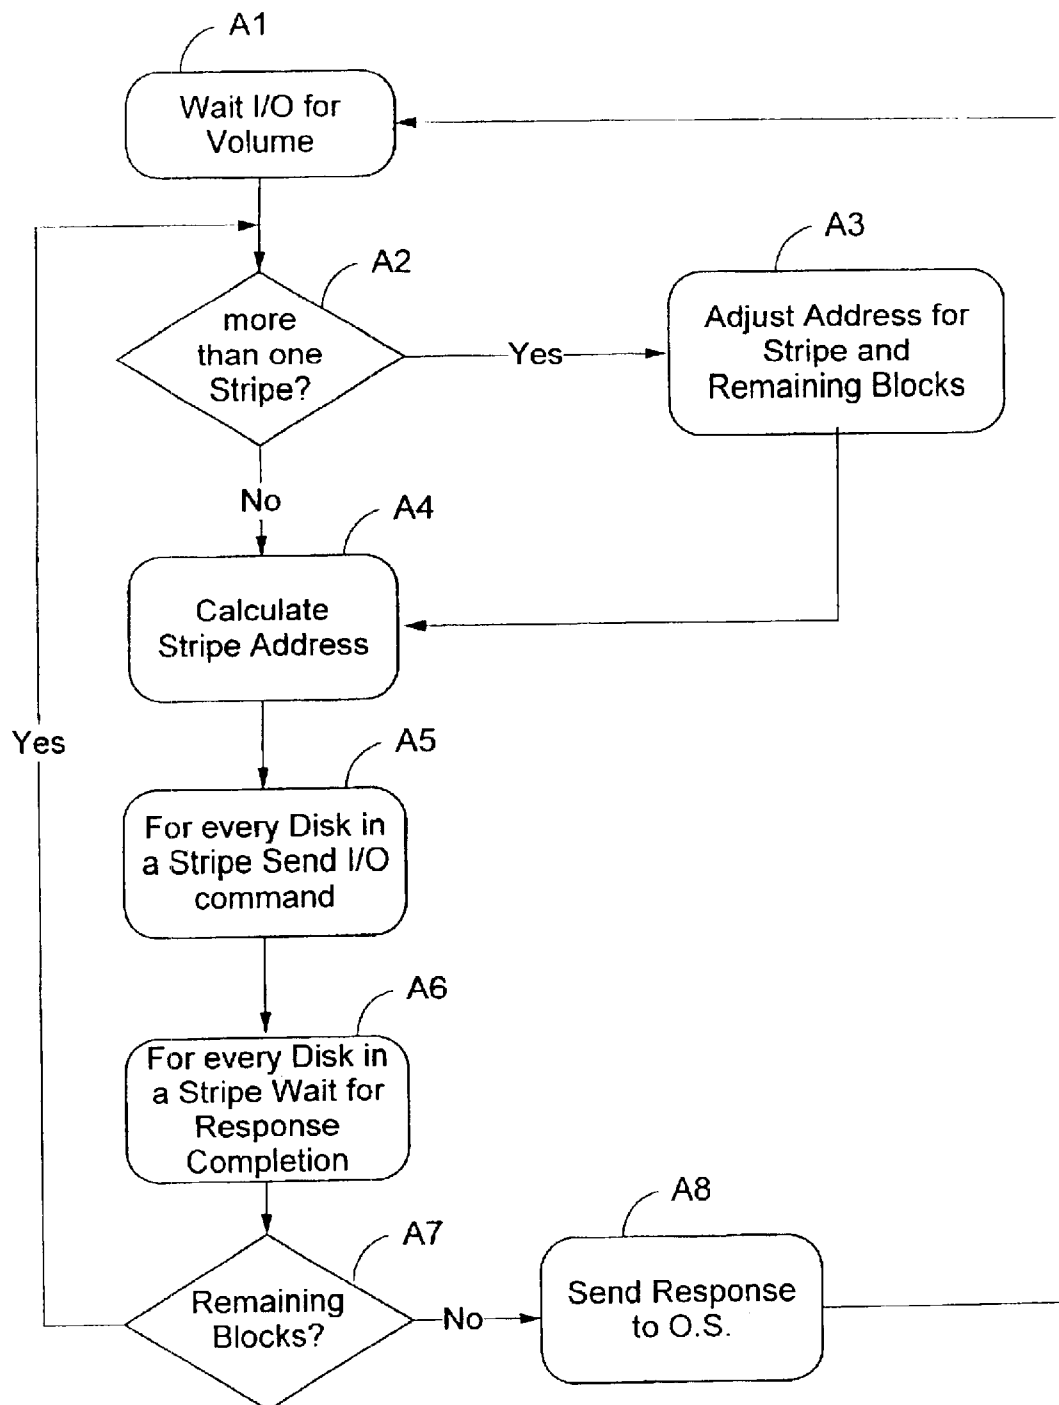 A1
Wait I/O for
Volume
A2
more
than one
Stripe?
Yes
A3
Adjust Address for
Stripe and
Remaining Blocks
No
A4
Calculate
Stripe Address
Yes
A5
For every Disk in
a Stripe Send I/O
command
A6
For every Disk in
a Stripe Wait for
Response
Completion
A7
Remaining
Blocks?
No
A8
Send Response
to O.S.